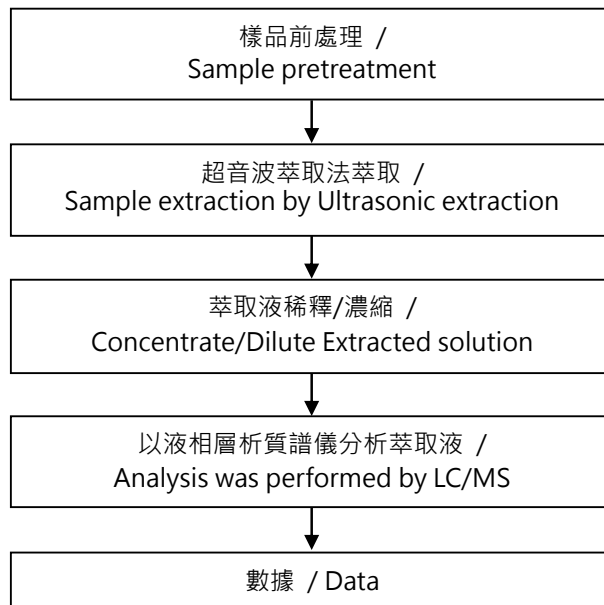 樣品前處理 /
Sample pretreatment
超音波萃取法萃取 /
Sample extraction by Ultrasonic extraction
萃取液稀釋/濃縮 /
Concentrate/Dilute Extracted solution
以液相層析質譜儀分析萃取液 /
Analysis was performed by LC/MS
數據 / Data